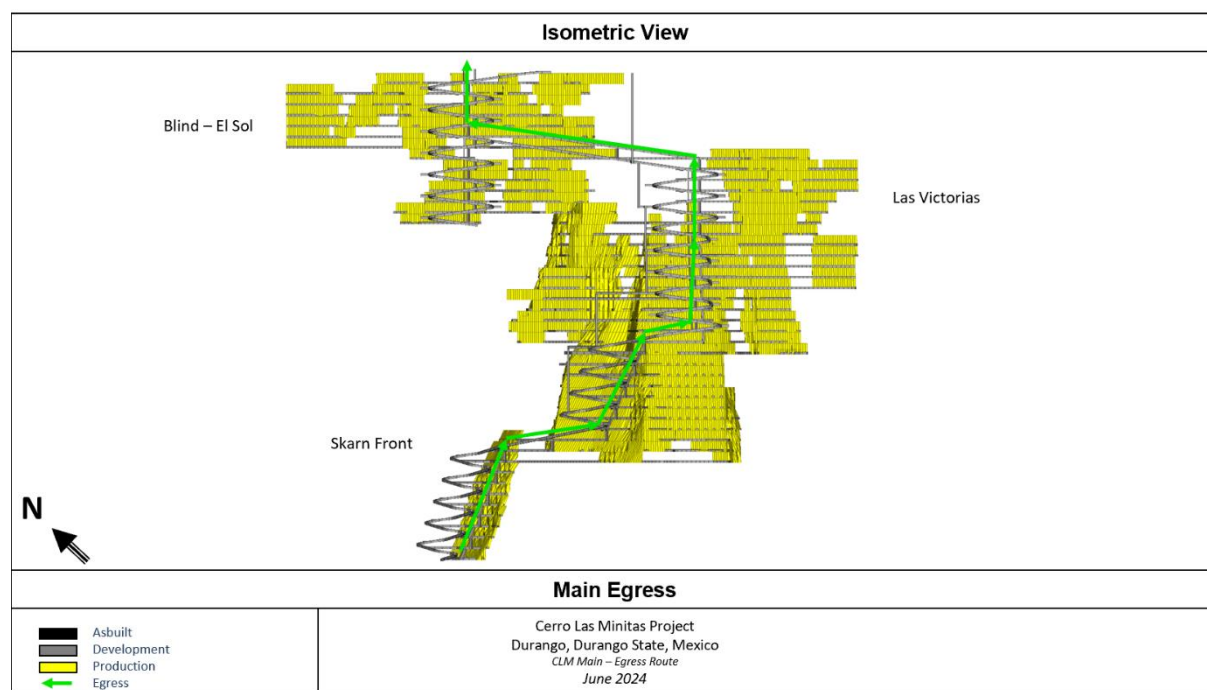 Isometric View
Blind – El Sol
Las Victorias
Skarn Front
N
Main Egress
Asbuilt
Development
Production
Egress
Cerro Las Minitas Project
Durango, Durango State, Mexico
CLM Main – Egress Route
June 2024